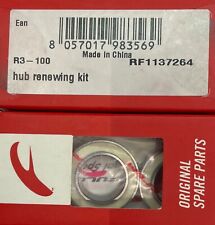 Ean
8 057017 983569
Made in China
R3-100
RF1137264
hub renewing kit
ORIGINAL
SPARE PARTS